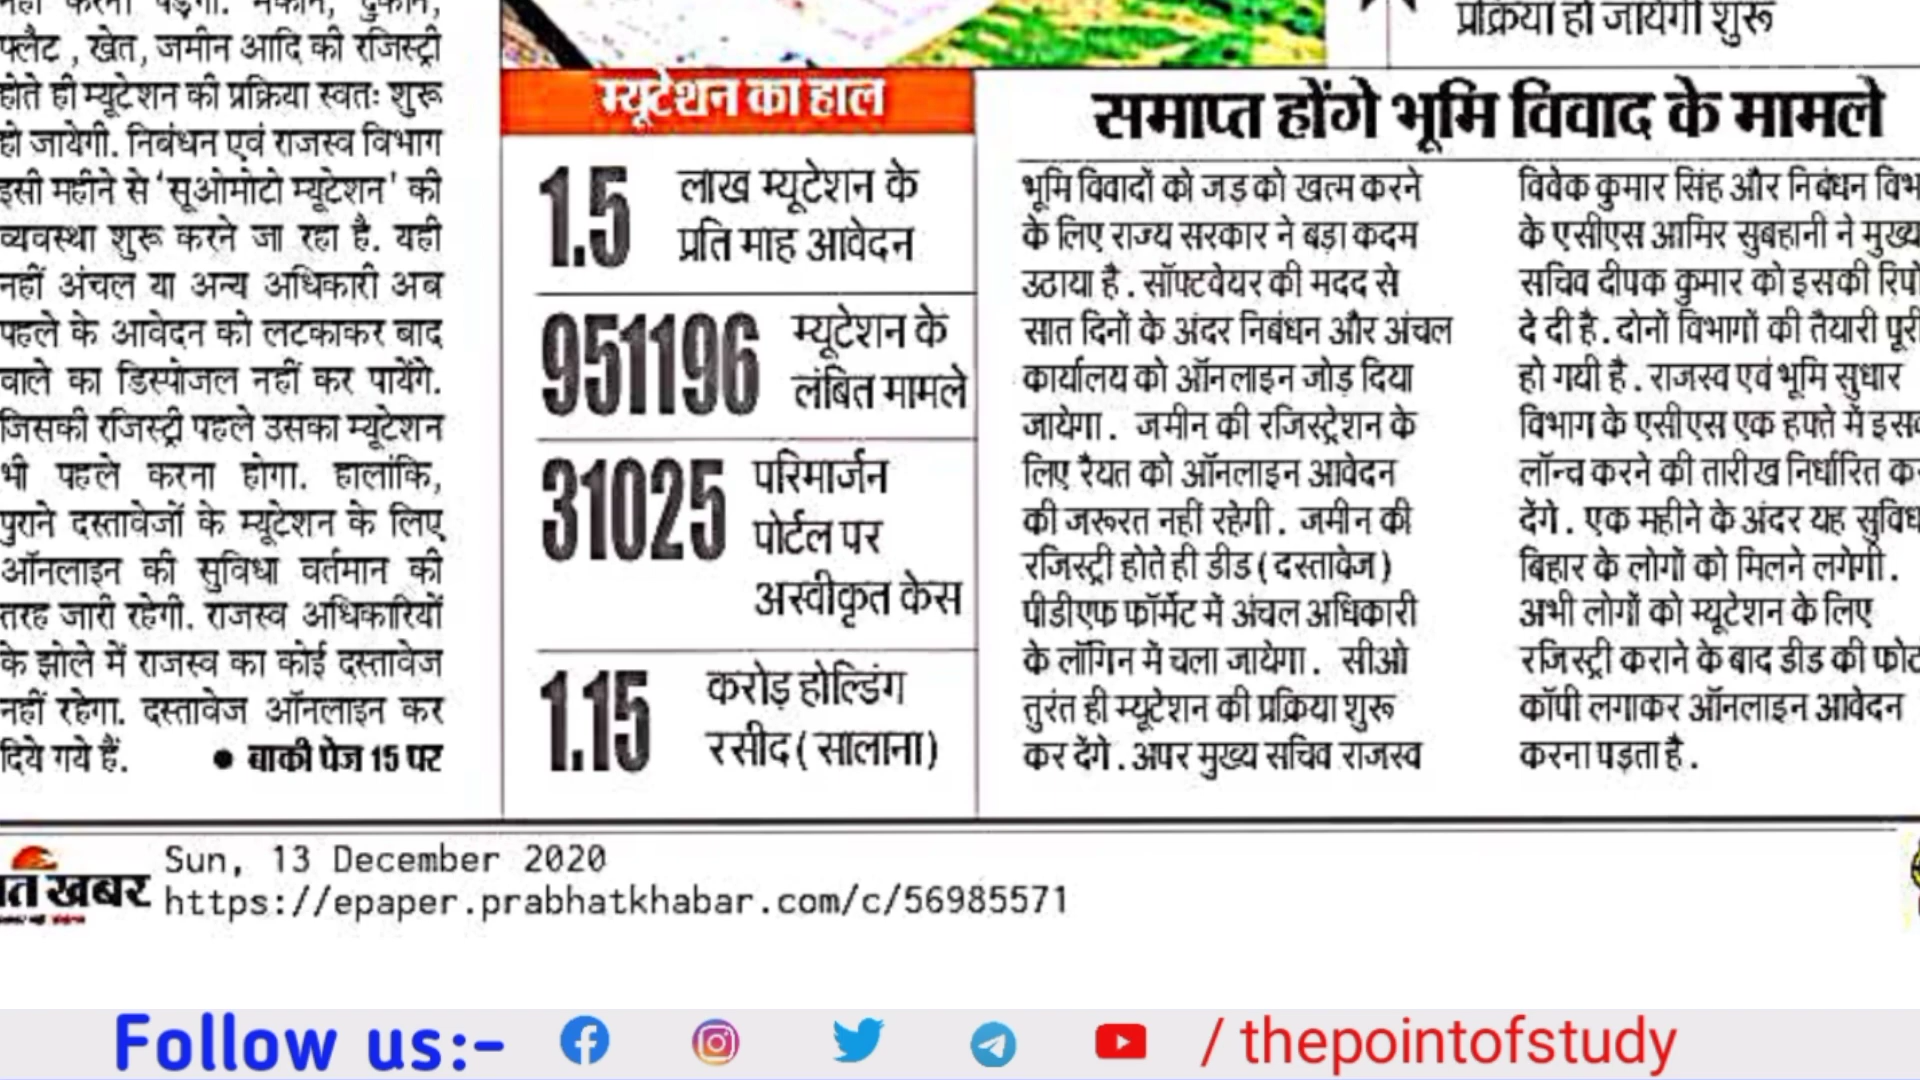 फ्लैट , खेत, जमीन आदि की रजिस्ट्री
होते ही म्यूटेशन की प्रक्रिया स्वतः शुरू
हो जायेगी. निबंधन एवं राजस्व विभाग
इसी महीने से 'सूओमोटो म्यूटेशन' की
व्यवस्था शुरू करने जा रहा है. यही
नहीं अंचल या अन्य अधिकारी अब
पहले के आवेदन को लटकाकर बाद
वाले का डिस्पोजल नहीं कर पायेंगे.
जिसकी रजिस्ट्री पहले उसका म्यूटेशन
भी पहले करना होगा. हालांकि,
पुराने दस्तावेजों के म्यूटेशन के लिए
ऑनलाइन की सुविधा वर्तमान की
तरह जारी रहेगी. राजस्व अधिकारियों
के झोले में राजस्व का कोई दस्तावेज
नहीं रहेगा. दस्तावेज ऑनलाइन कर
दिये गये हैं. ● बाकी पेज 15 पर
म्यूटेशन का हाल
1.5 लाख म्यूटेशन के
प्रति माह आवेदन
951196 म्यूटेशन के
लंबित मामले
31025 परिमार्जन
पोर्टल पर
अस्वीकृत केस
1.15 करोड़ होल्डिंग
रसीद ( सालाना)
प्रक्रिया हो जायेगी शुरू
समाप्त होंगे भूमि विवाद के मामले
भूमि विवादों को जड़ को खत्म करने
के लिए राज्य सरकार ने बड़ा कदम
उठाया है . सॉफ्टवेयर की मदद से
सात दिनों के अंदर निबंधन और अंचल
कार्यालय को ऑनलाइन जोड़ दिया
जायेगा . जमीन की रजिस्ट्रेशन के
लिए रैयत को ऑनलाइन आवेदन
की जरूरत नहीं रहेगी . जमीन की
रजिस्ट्री होते ही डीड ( दस्तावेज )
पीडीएफ फॉर्मेट में अंचल अधिकारी
के लॉगिन में चला जायेगा . सीओ
तुरंत ही म्यूटेशन की प्रक्रिया शुरू
कर देंगे . अपर मुख्य सचिव राजस्व
विवेक कुमार सिंह और निबंधन
के एसीएस आमिर सुबहानी ने मुख्य
सचिव दीपक कुमार को इसकी
दे दी है . दोनों विभागों की तैयारी पूरी
हो गयी है . राजस्व एवं भूमि सुधार
विभाग के एसीएस एक हफ्ते में
लॉन्च करने की तारीख निर्धारित
देंगे . एक महीने के अंदर यह
बिहार के लोगों को मिलने लगेगी .
अभी लोगों को म्यूटेशन के लिए
रजिस्ट्री कराने के बाद डीड की
कॉपी लगाकर ऑनलाइन आवेदन
करना पड़ता है .
खबर
Sun, 13 December 2020
https://epaper.prabhatkhabar.com/c/56985571
Follow us:- / thepointofstudy